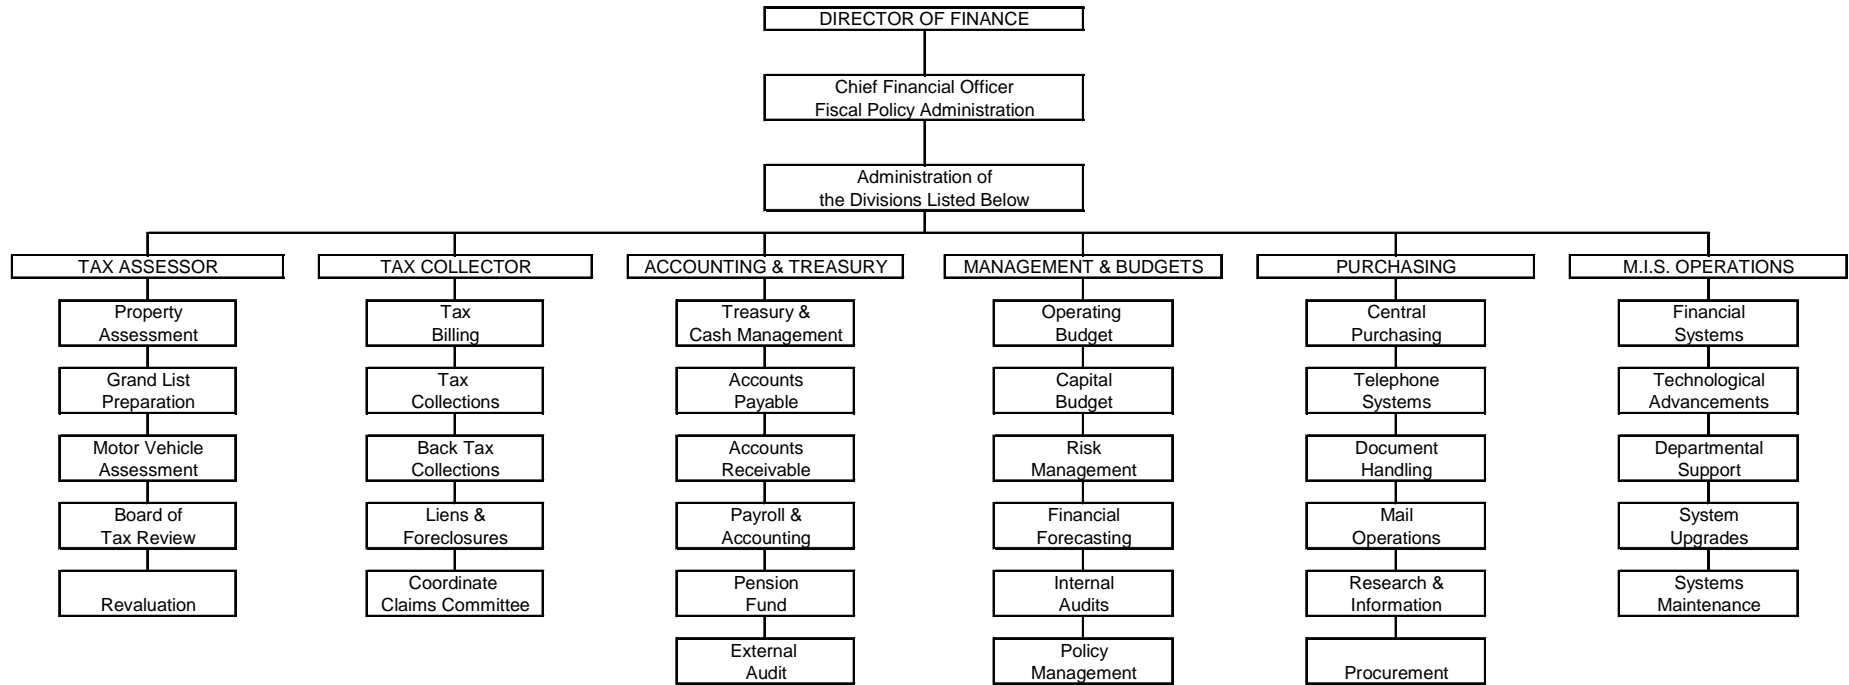 DIRECTOR OF FINANCE
Chief Financial Officer
Fiscal Policy Administration
Administration of
the Divisions Listed Below
TAX ASSESSOR
Property
Assessment
Grand List
Preparation
Motor Vehicle
Assessment
Board of
Tax Review
Revaluation
TAX COLLECTOR
Tax
Billing
Tax
Collections
Back Tax
Collections
Liens &
Foreclosures
Coordinate
Claims Committee
ACCOUNTING & TREASURY
Treasury &
Cash Management
Accounts
Payable
Accounts
Receivable
Payroll &
Accounting
Pension
Fund
External
Audit
MANAGEMENT & BUDGETS
Operating
Budget
Capital
Budget
Risk
Management
Financial
Forecasting
Internal
Audits
Policy
Management
PURCHASING
Central
Purchasing
Telephone
Systems
Document
Handling
Mail
Operations
Research &
Information
Procurement
M.I.S. OPERATIONS
Financial
Systems
Technological
Advancements
Departmental
Support
System
Upgrades
Systems
Maintenance